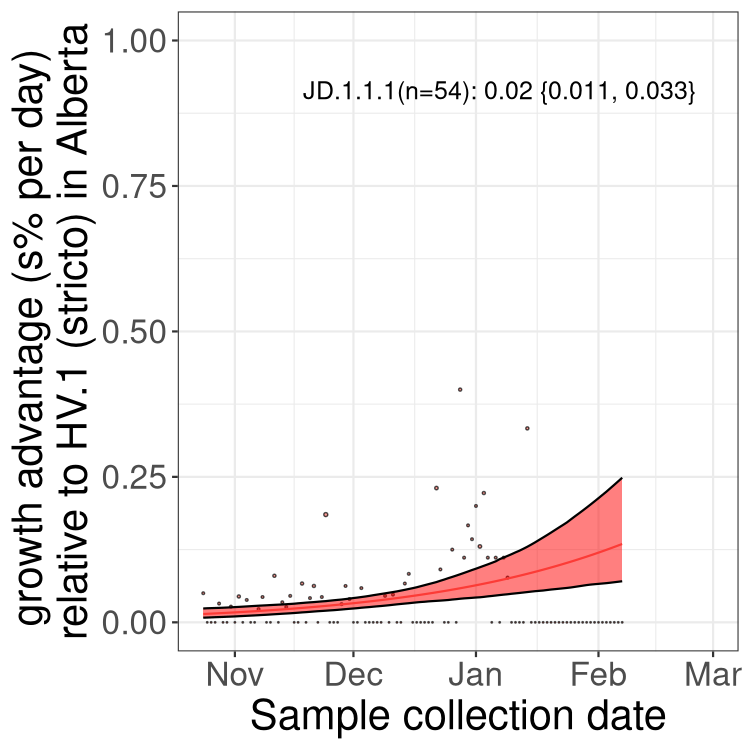 growth advantage (s% per day)
relative to HV.1 (stricto) in Alberta
1.00
0.75
0.50
0.25
0.00
JD.1.1.1(n=54): 0.02 {0.011, 0.033}
Nov
Dec
Jan
Feb
Mar
Sample collection date